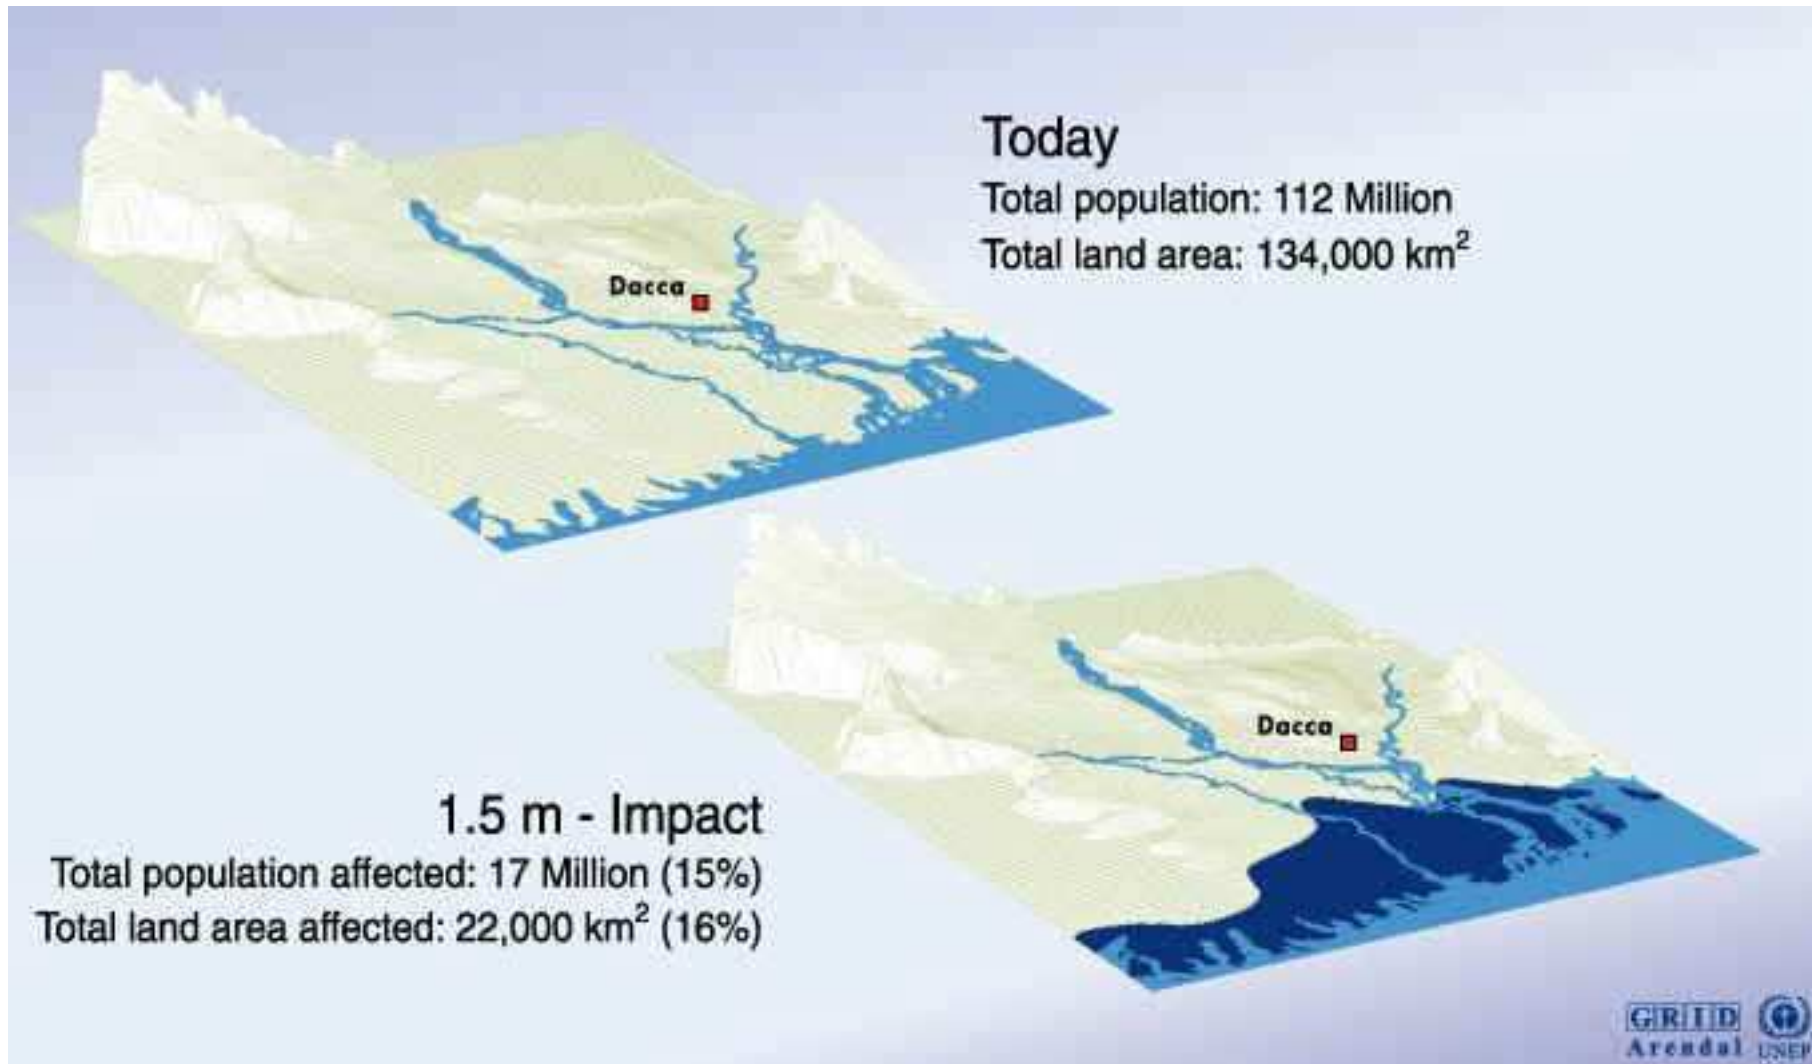 Today
Total population: 112 Million
Total land area: 134,000 km²
Dacca
Dacca
1.5 m - Impact
Total population affected: 17 Million (15%)
Total land area affected: 22,000 km² (16%)
GRID
Arendal UNEP